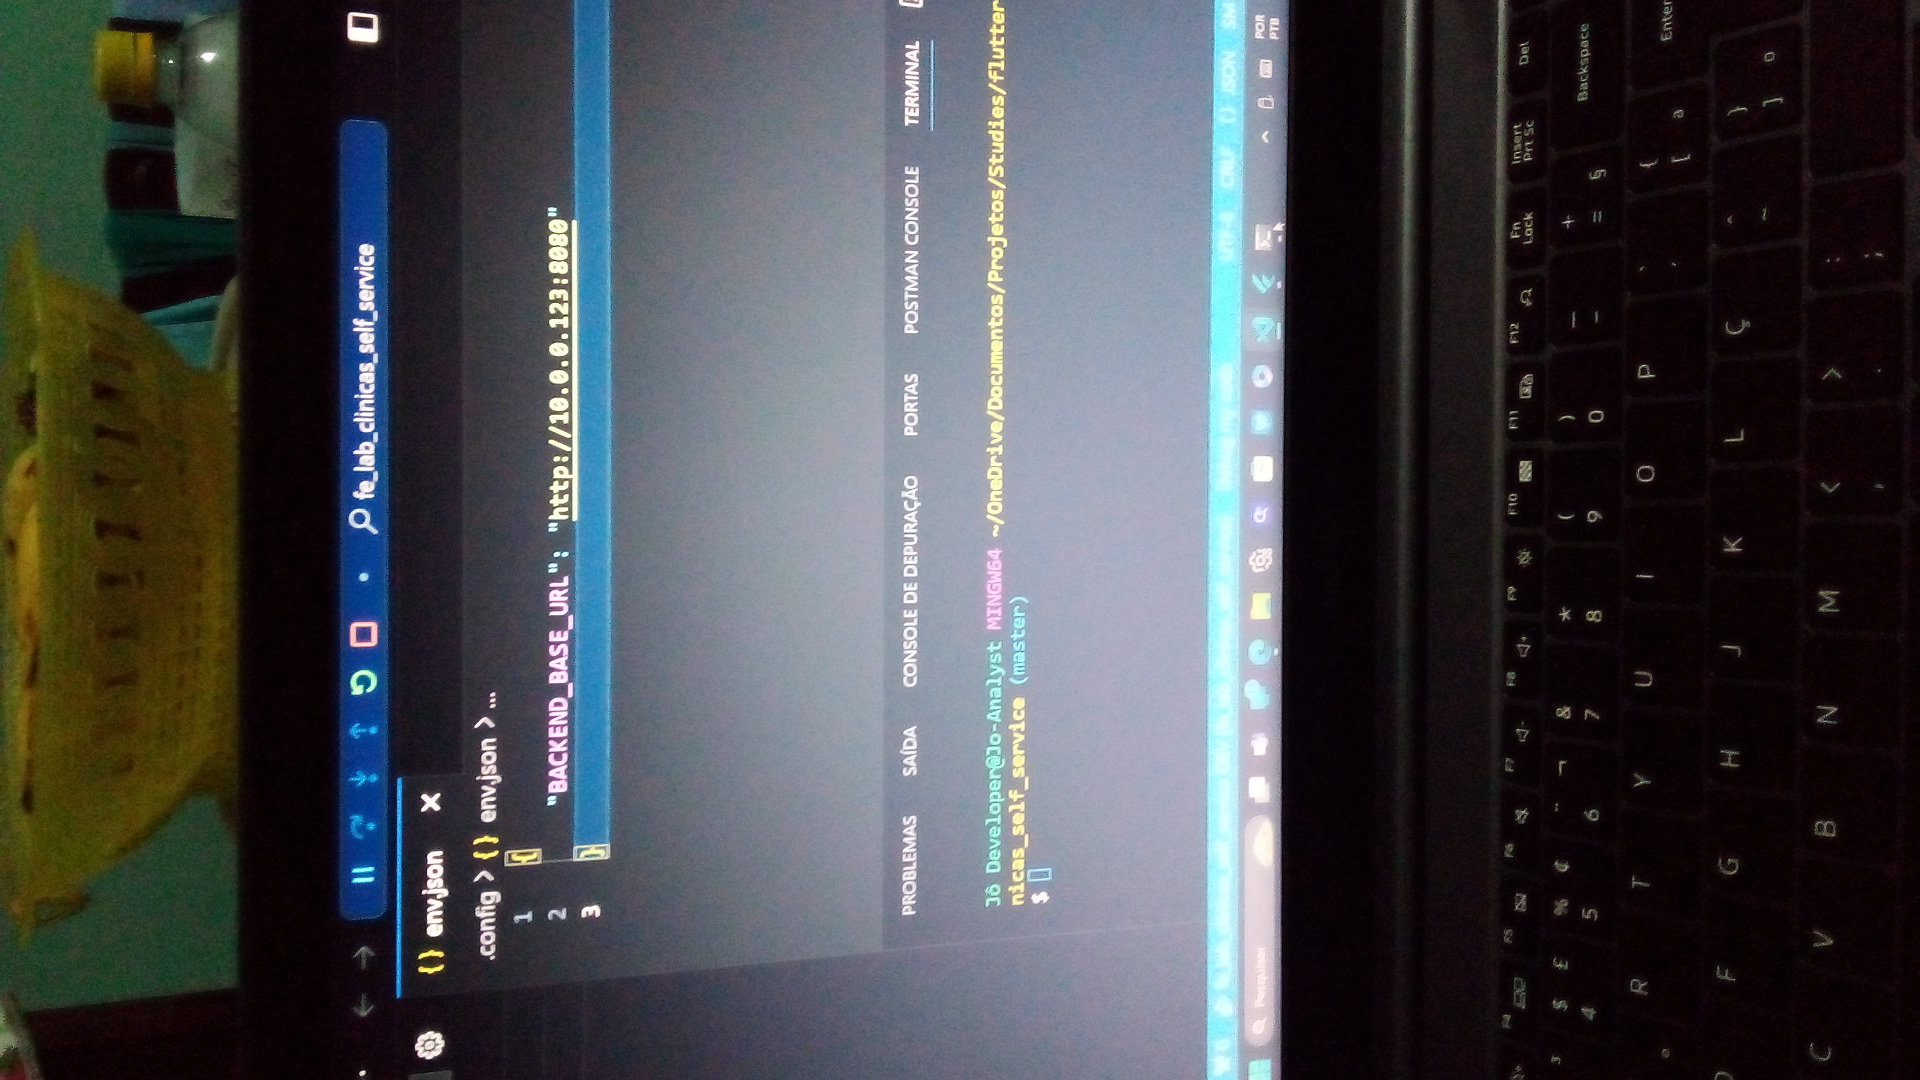 fe_lab_clinicas_self_service
{} env.json ×
.config > {} env.json > ...
1 {
2 "BACKEND_BASE_URL": "http://10.0.0.123:8080"
3 }
PROBLEMAS SAÍDA CONSOLE DE DEPURAÇÃO PORTAS POSTMAN CONSOLE TERMINAL
Jô Developer@Jo-Analyst MINGW64 ~/OneDrive/Documentos/Projetos/Studies/flutter
nicas_self_service (master)
$
UTF-8 CRLF {} JSON SM
Pesquisar
POR
PTB
F4 F5 F6 F7 F8 F9 F10 F11 F12 Fn Lock Insert Prt Sc Del
3 $ £ 4 % ¢ 5 ¨ ¬ 6 & 7 * 8 ( 9 ) 0 _ - + = § Backspace
R T Y U I O P ` ´ { [ ª Enter
D F G H J K L Ç ^ ~ } ] º
C V B N M < , > . : ;